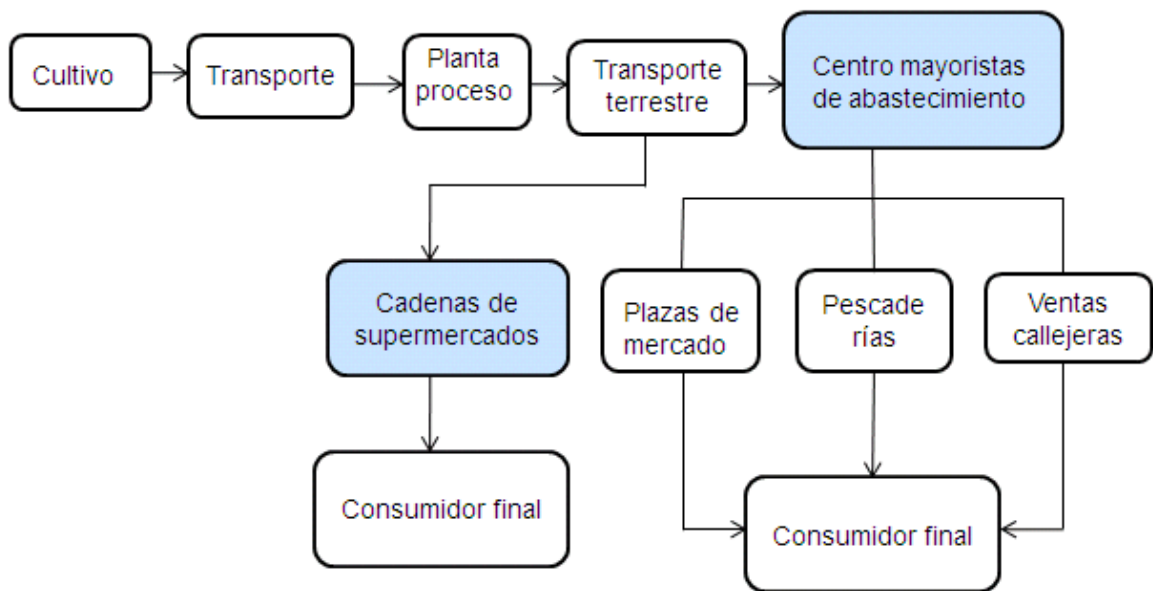 Cultivo
Transporte
Planta
proceso
Transporte
terrestre
Centro mayoristas
de abastecimiento
Cadenas de
supermercados
Plazas de
mercado
Pescade
rías
Ventas
callejeras
Consumidor final
Consumidor final